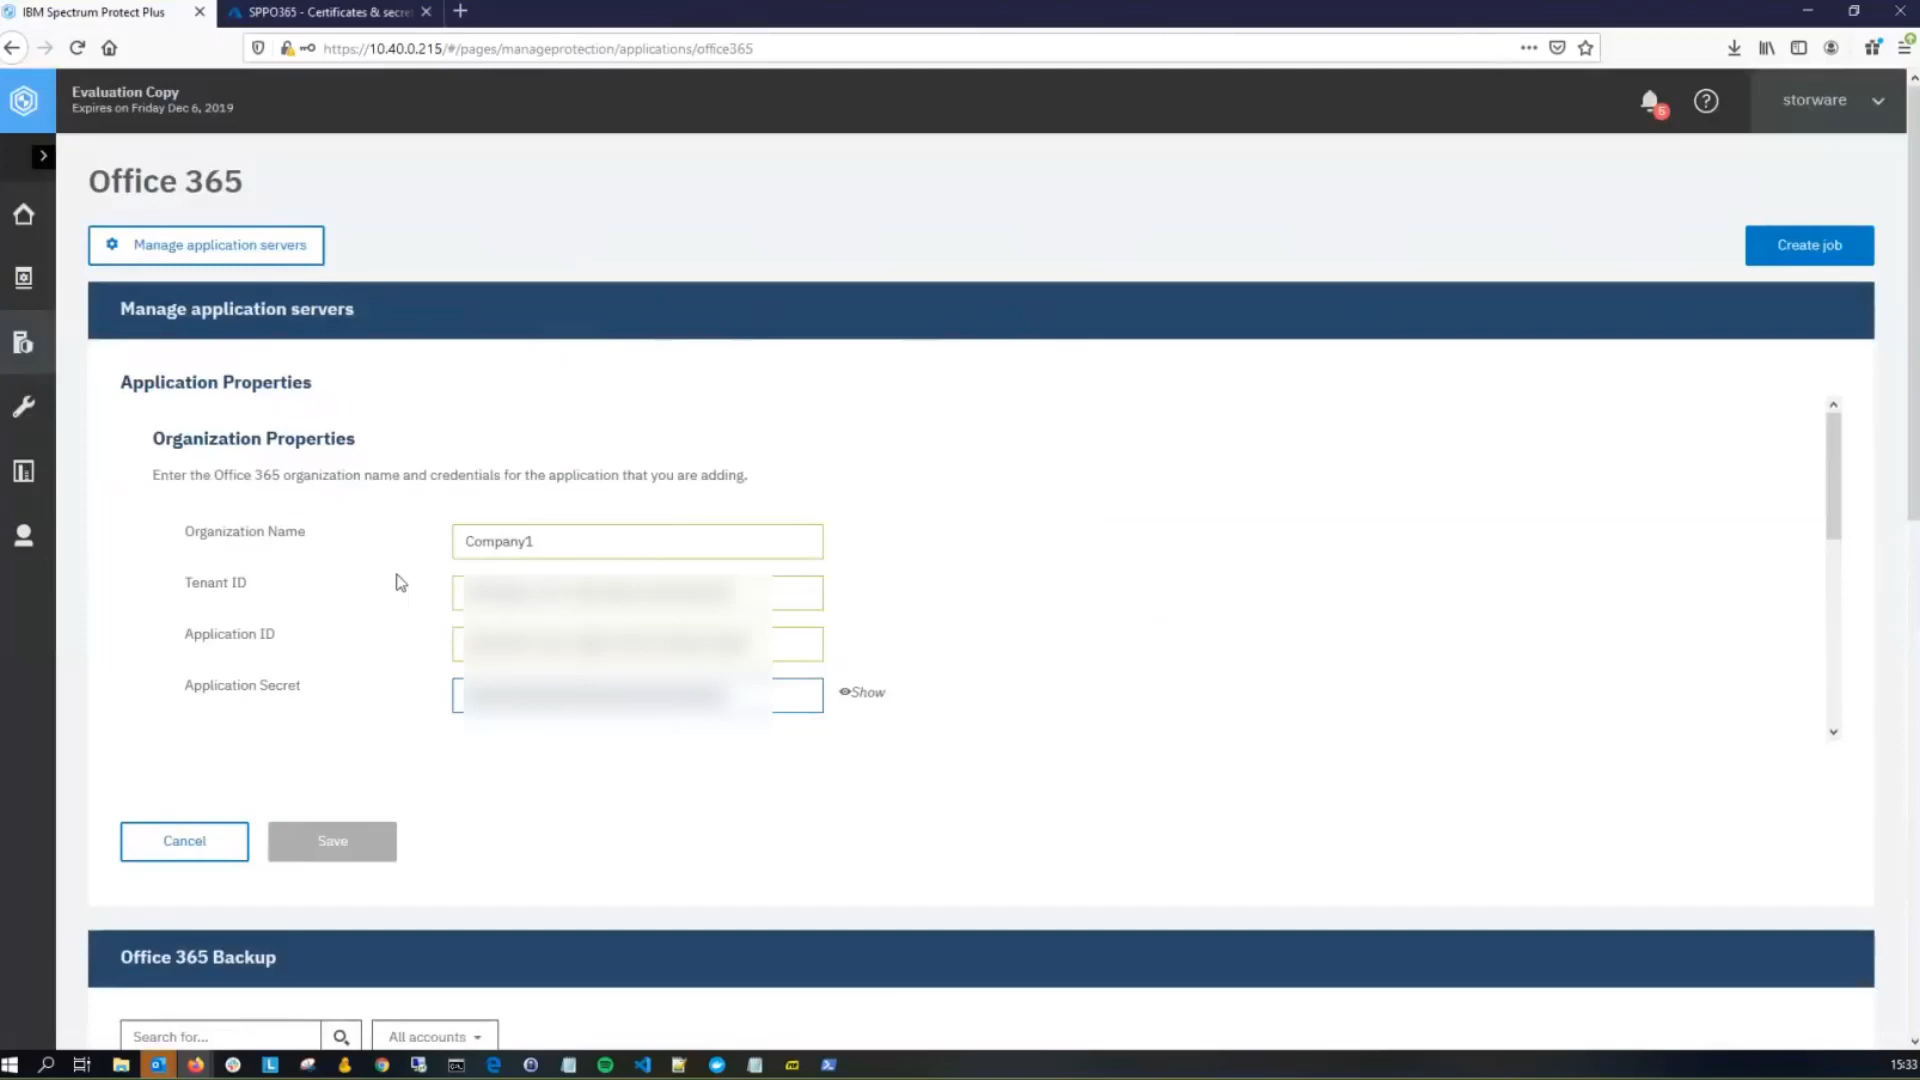 IBM Spectrum Protect Plus
SPPO365 - Certificates & secre
https://10.40.0.215/#/pages/manageprotection/applications/office365
Evaluation Copy
Expires on Friday Dec 6, 2019
5
storware
Office 365
Manage application servers
Create job
Manage application servers
Application Properties
Organization Properties
Enter the Office 365 organization name and credentials for the application that you are adding.
Organization Name
Company1
Tenant ID
Application ID
Application Secret
Show
Cancel
Save
Office 365 Backup
Search for...
All accounts
15:33